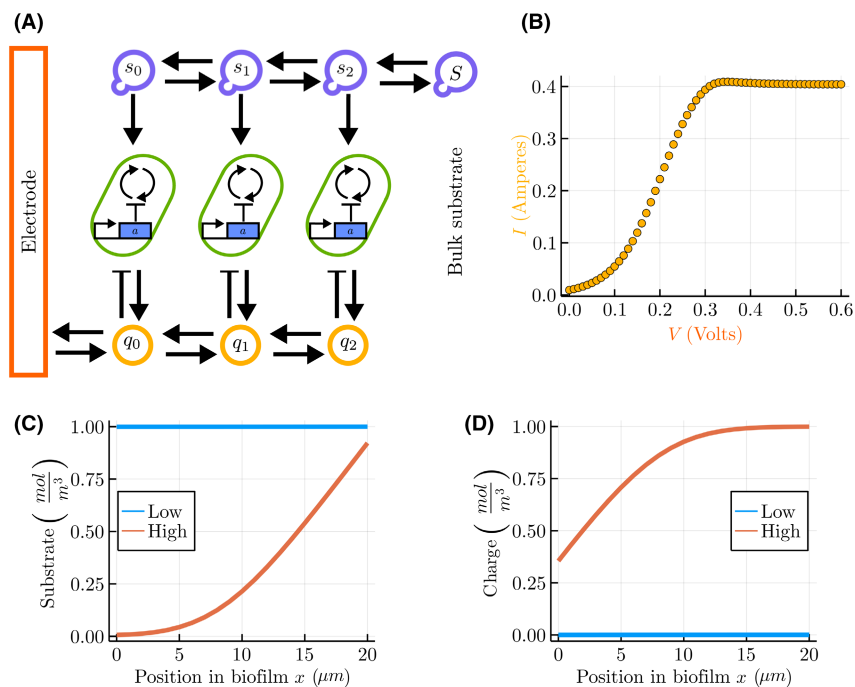 (A)
Electrode
s0 s1 s2 S
a a a
q0 q1 q2
Bulk substrate
(B)
I (Amperes)
0.4
0.3
0.2
0.1
0.0
0.0 0.1 0.2 0.3 0.4 0.5 0.6
V (Volts)
(C)
Substrate (mol/m³)
1.00
0.75
0.50
0.25
0.00
Low
High
0 5 10 15 20
Position in biofilm x (μm)
(D)
Charge (mol/m³)
1.00
0.75
0.50
0.25
0.00
Low
High
0 5 10 15 20
Position in biofilm x (μm)